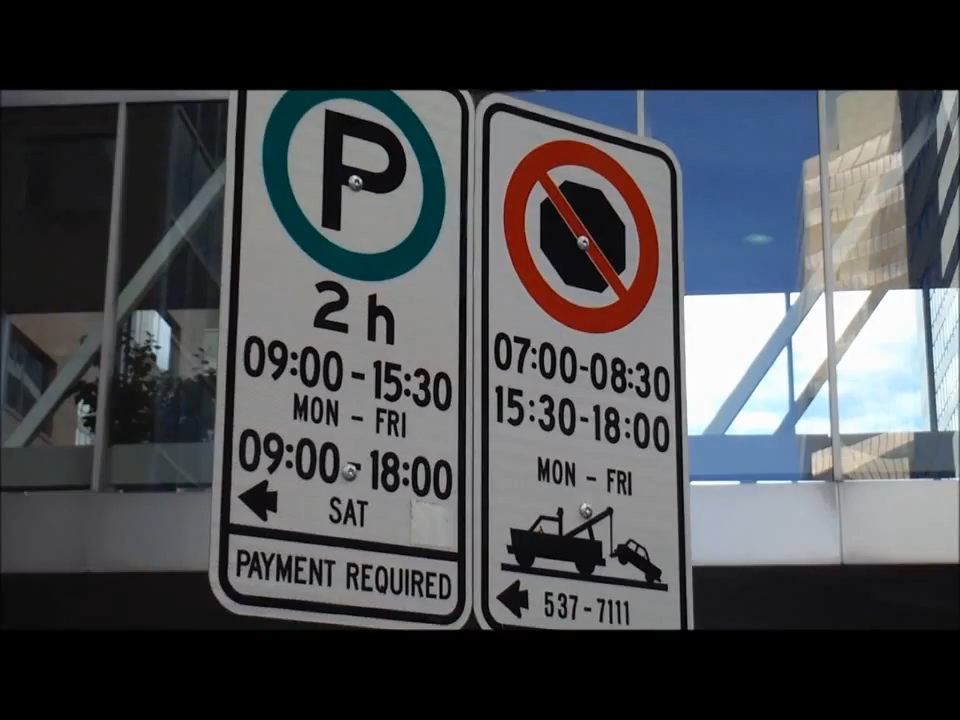 P
2 h
09:00 - 15:30
MON - FRI
09:00 - 18:00
SAT
PAYMENT REQUIRED
07:00-08:30
15:30-18:00
MON - FRI
537-7111